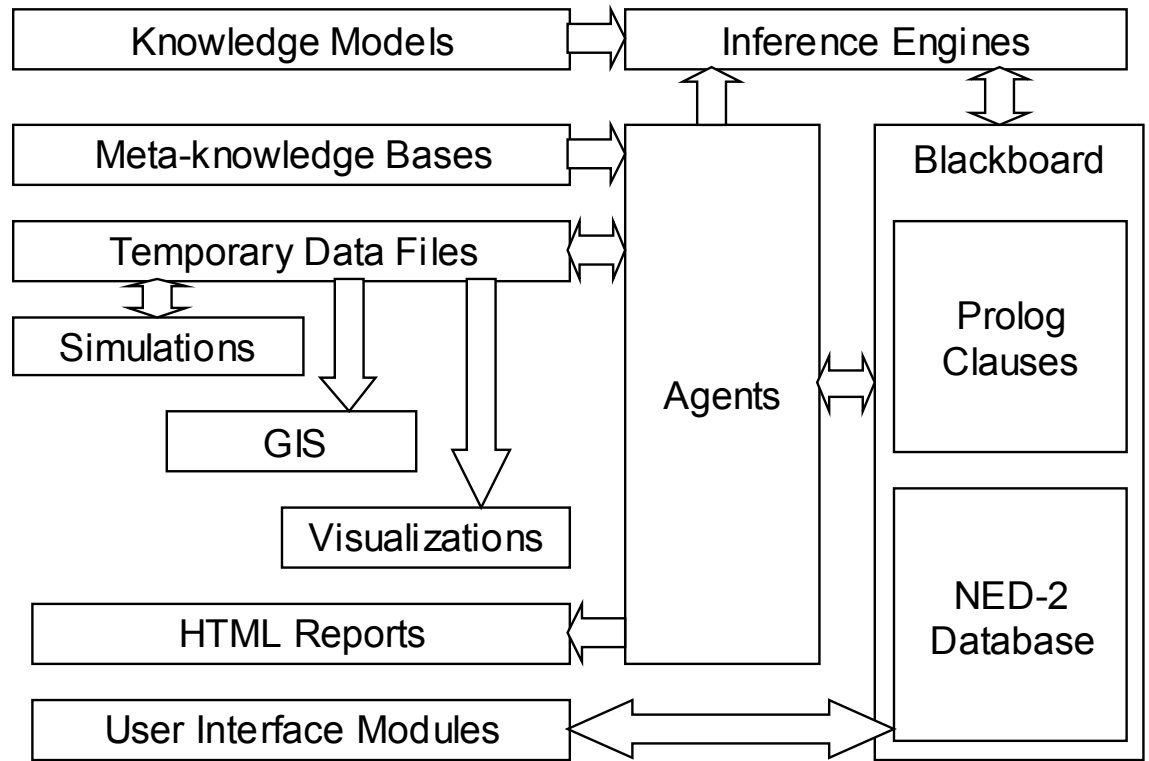 Knowledge Models
Inference Engines
Meta-knowledge Bases
Blackboard
Temporary Data Files
Prolog
Clauses
Simulations
Agents
GIS
Visualizations
NED-2
Database
HTML Reports
User Interface Modules